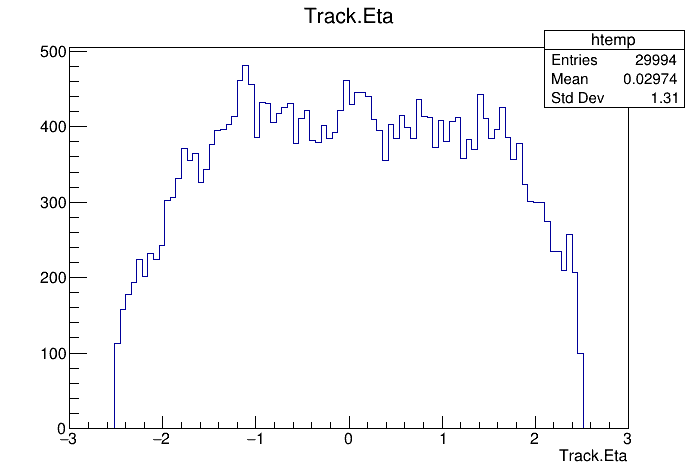 Track.Eta
htemp
Entries 29994
Mean 0.02974
Std Dev 1.31
500
400
300
200
100
0
−3 −2 −1 0 1 2 3
Track.Eta